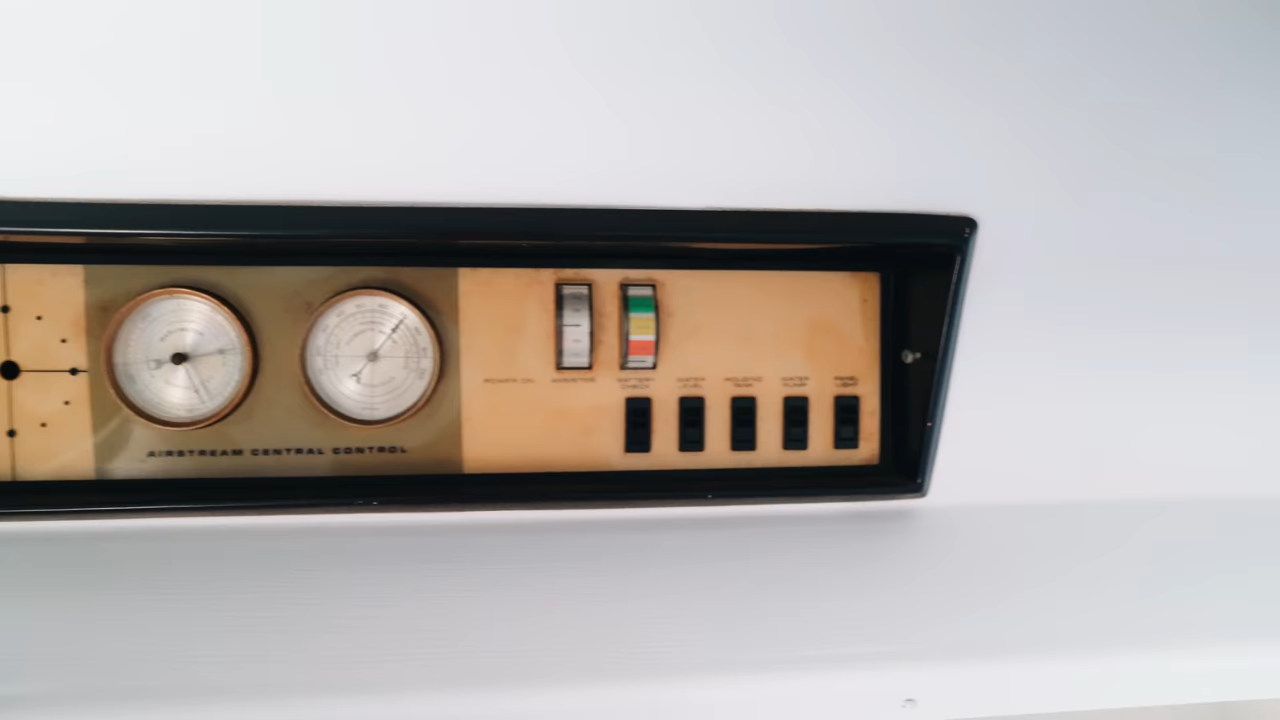 AIRSTREAM CENTRAL CONTROL
POWER ON
AMMETER
BATTERY
CHECK
WATER
LEVEL
HOLDING
TANK
WATER
PUMP
PANEL
LIGHT